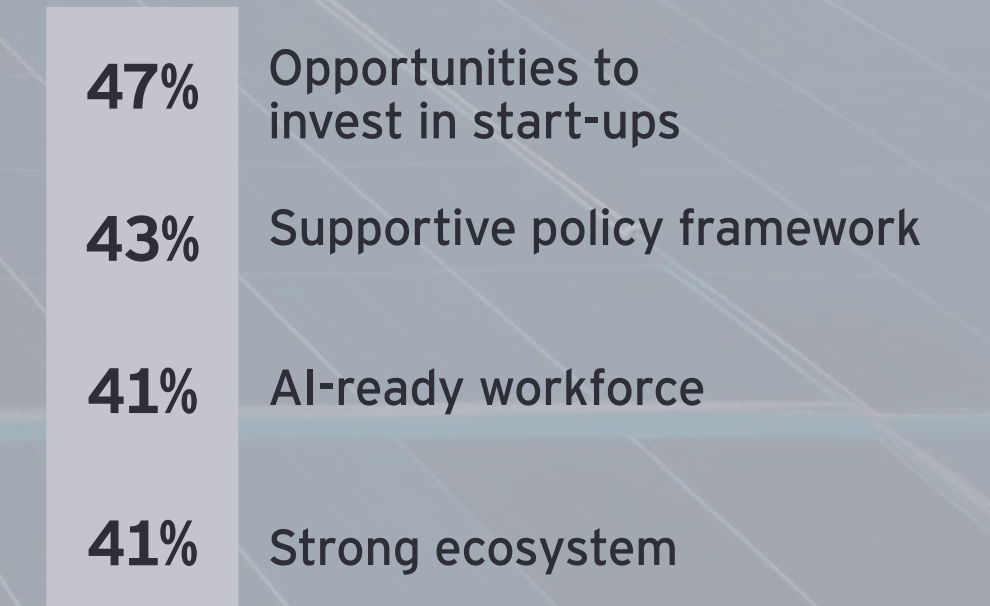 47%
Opportunities to
invest in start-ups
43%
Supportive policy framework
41%
AI-ready workforce
41%
Strong ecosystem